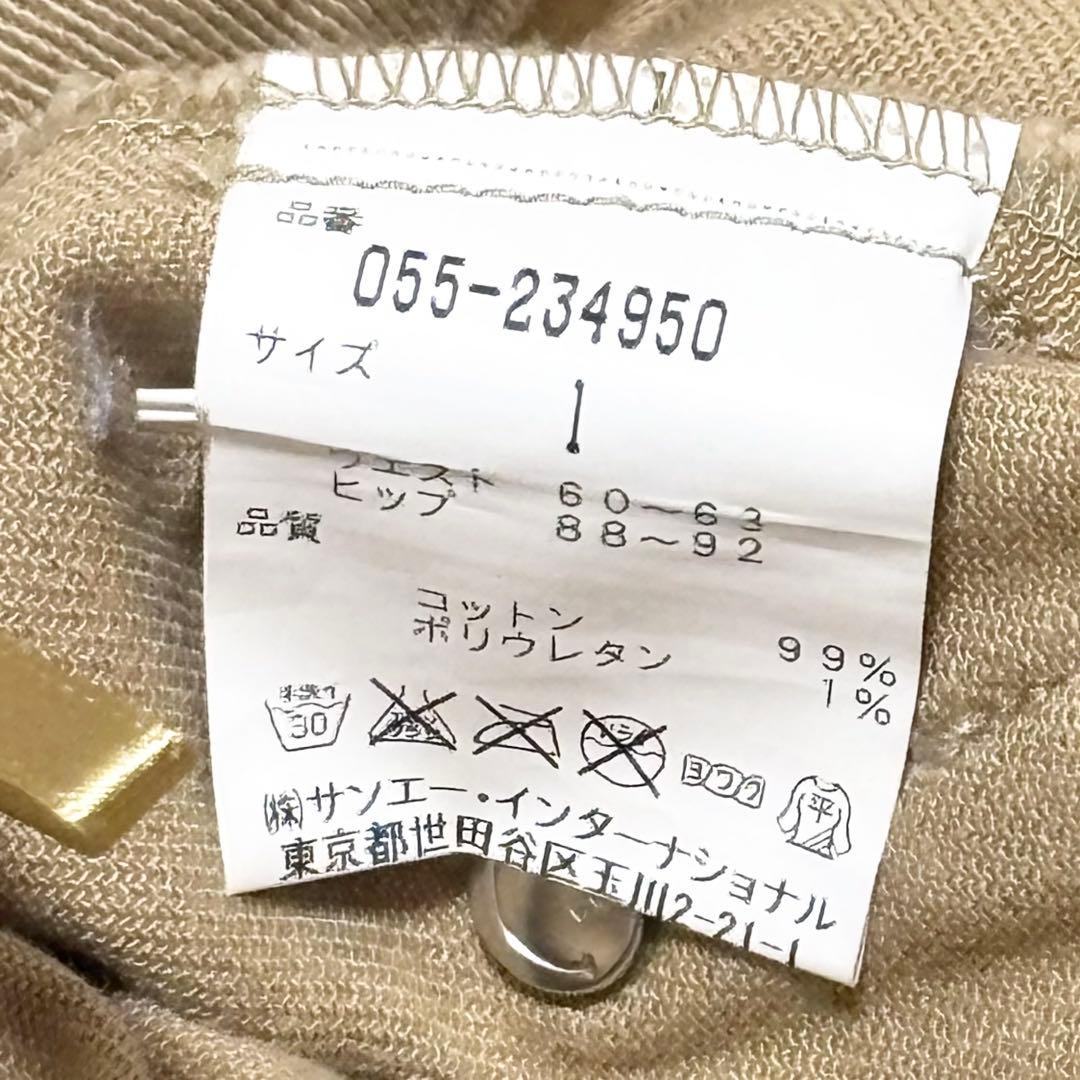 品番
055-234950
サイズ
1
ウエスト 60～63
ヒップ 88～92
品質
コットン 99%
ポリウレタン 1%
30
ヨワク
平
(株)サンエー・インターナショナル
東京都世田谷区玉川2-21-1